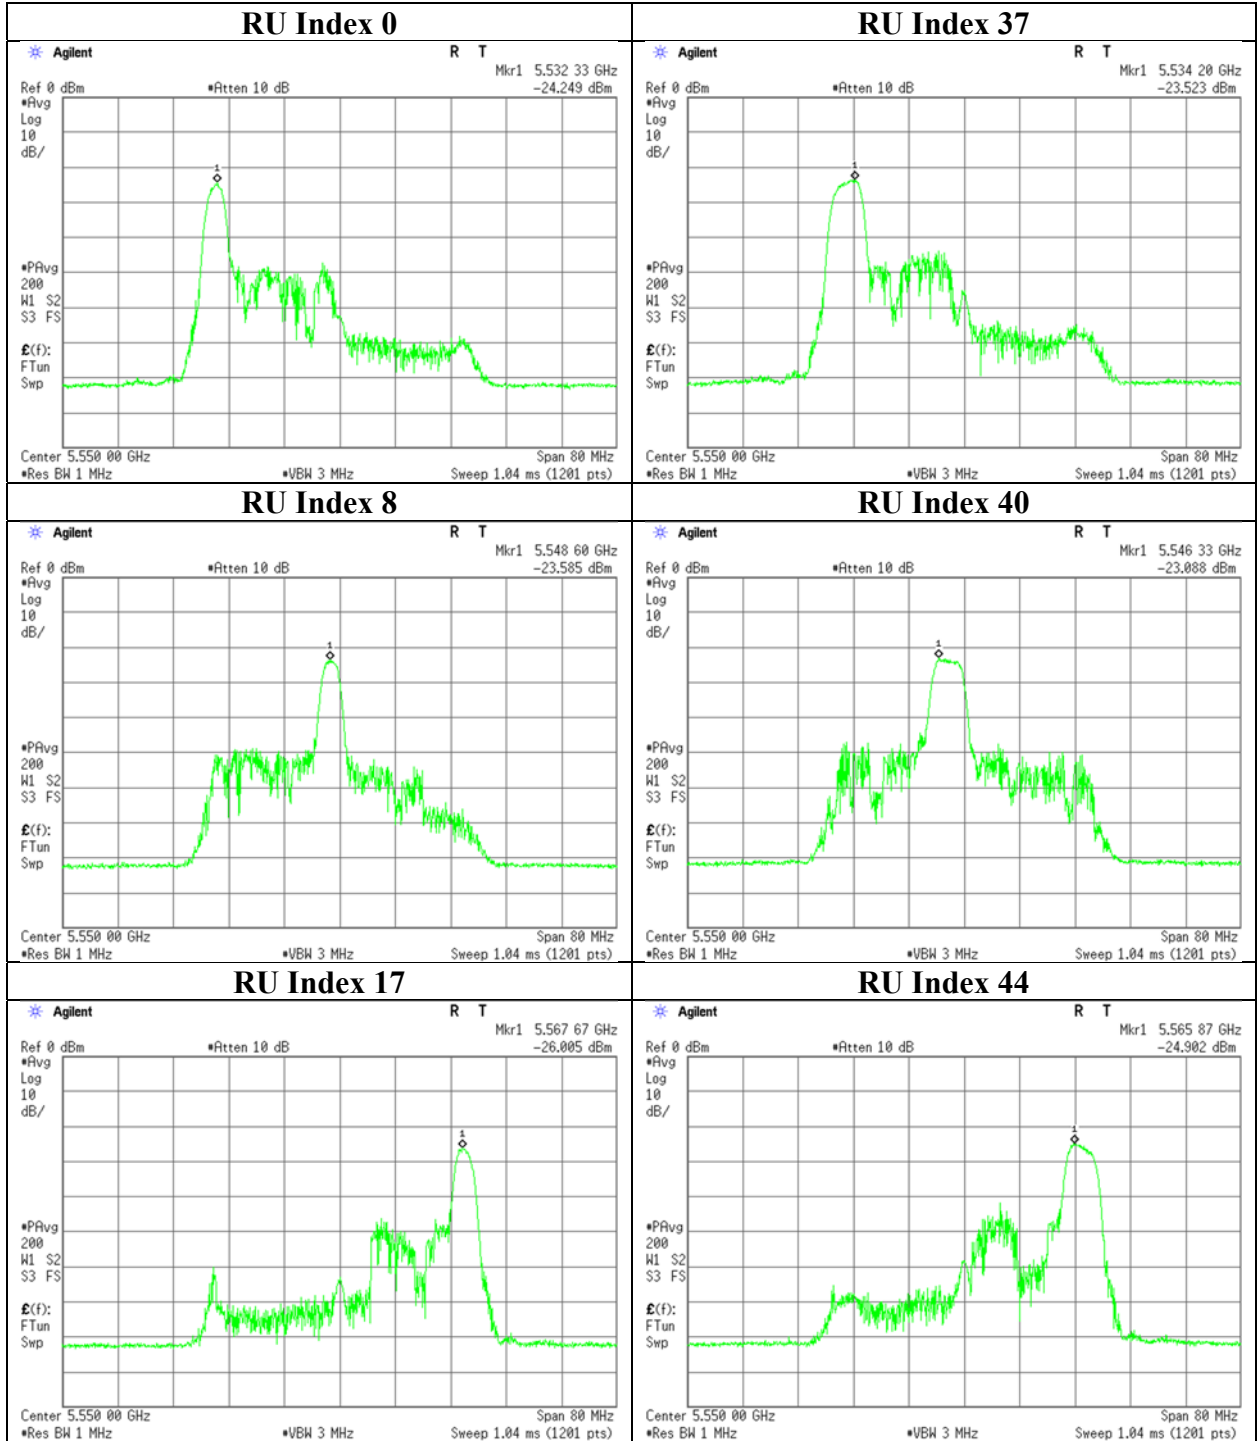 RU Index 0
Agilent R T
Mkr1 5.532 33 GHz
Ref 0 dBm #Atten 10 dB -24.249 dBm
#Avg
Log
10
dB/
1
#PAvg
200
W1 S2
S3 FS
£(f):
FTun
Swp
Center 5.550 00 GHz Span 80 MHz
#Res BW 1 MHz #VBW 3 MHz Sweep 1.04 ms (1201 pts)
RU Index 37
Agilent R T
Mkr1 5.534 20 GHz
Ref 0 dBm #Atten 10 dB -23.523 dBm
#Avg
Log
10
dB/
1
#PAvg
200
W1 S2
S3 FS
£(f):
FTun
Swp
Center 5.550 00 GHz Span 80 MHz
#Res BW 1 MHz #VBW 3 MHz Sweep 1.04 ms (1201 pts)
RU Index 8
Agilent R T
Mkr1 5.548 60 GHz
Ref 0 dBm #Atten 10 dB -23.585 dBm
#Avg
Log
10
dB/
1
#PAvg
200
W1 S2
S3 FS
£(f):
FTun
Swp
Center 5.550 00 GHz Span 80 MHz
#Res BW 1 MHz #VBW 3 MHz Sweep 1.04 ms (1201 pts)
RU Index 40
Agilent R T
Mkr1 5.546 33 GHz
Ref 0 dBm #Atten 10 dB -23.088 dBm
#Avg
Log
10
dB/
1
#PAvg
200
W1 S2
S3 FS
£(f):
FTun
Swp
Center 5.550 00 GHz Span 80 MHz
#Res BW 1 MHz #VBW 3 MHz Sweep 1.04 ms (1201 pts)
RU Index 17
Agilent R T
Mkr1 5.567 67 GHz
Ref 0 dBm #Atten 10 dB -26.005 dBm
#Avg
Log
10
dB/
1
#PAvg
200
W1 S2
S3 FS
£(f):
FTun
Swp
Center 5.550 00 GHz Span 80 MHz
#Res BW 1 MHz #VBW 3 MHz Sweep 1.04 ms (1201 pts)
RU Index 44
Agilent R T
Mkr1 5.565 87 GHz
Ref 0 dBm #Atten 10 dB -24.902 dBm
#Avg
Log
10
dB/
1
#PAvg
200
W1 S2
S3 FS
£(f):
FTun
Swp
Center 5.550 00 GHz Span 80 MHz
#Res BW 1 MHz #VBW 3 MHz Sweep 1.04 ms (1201 pts)